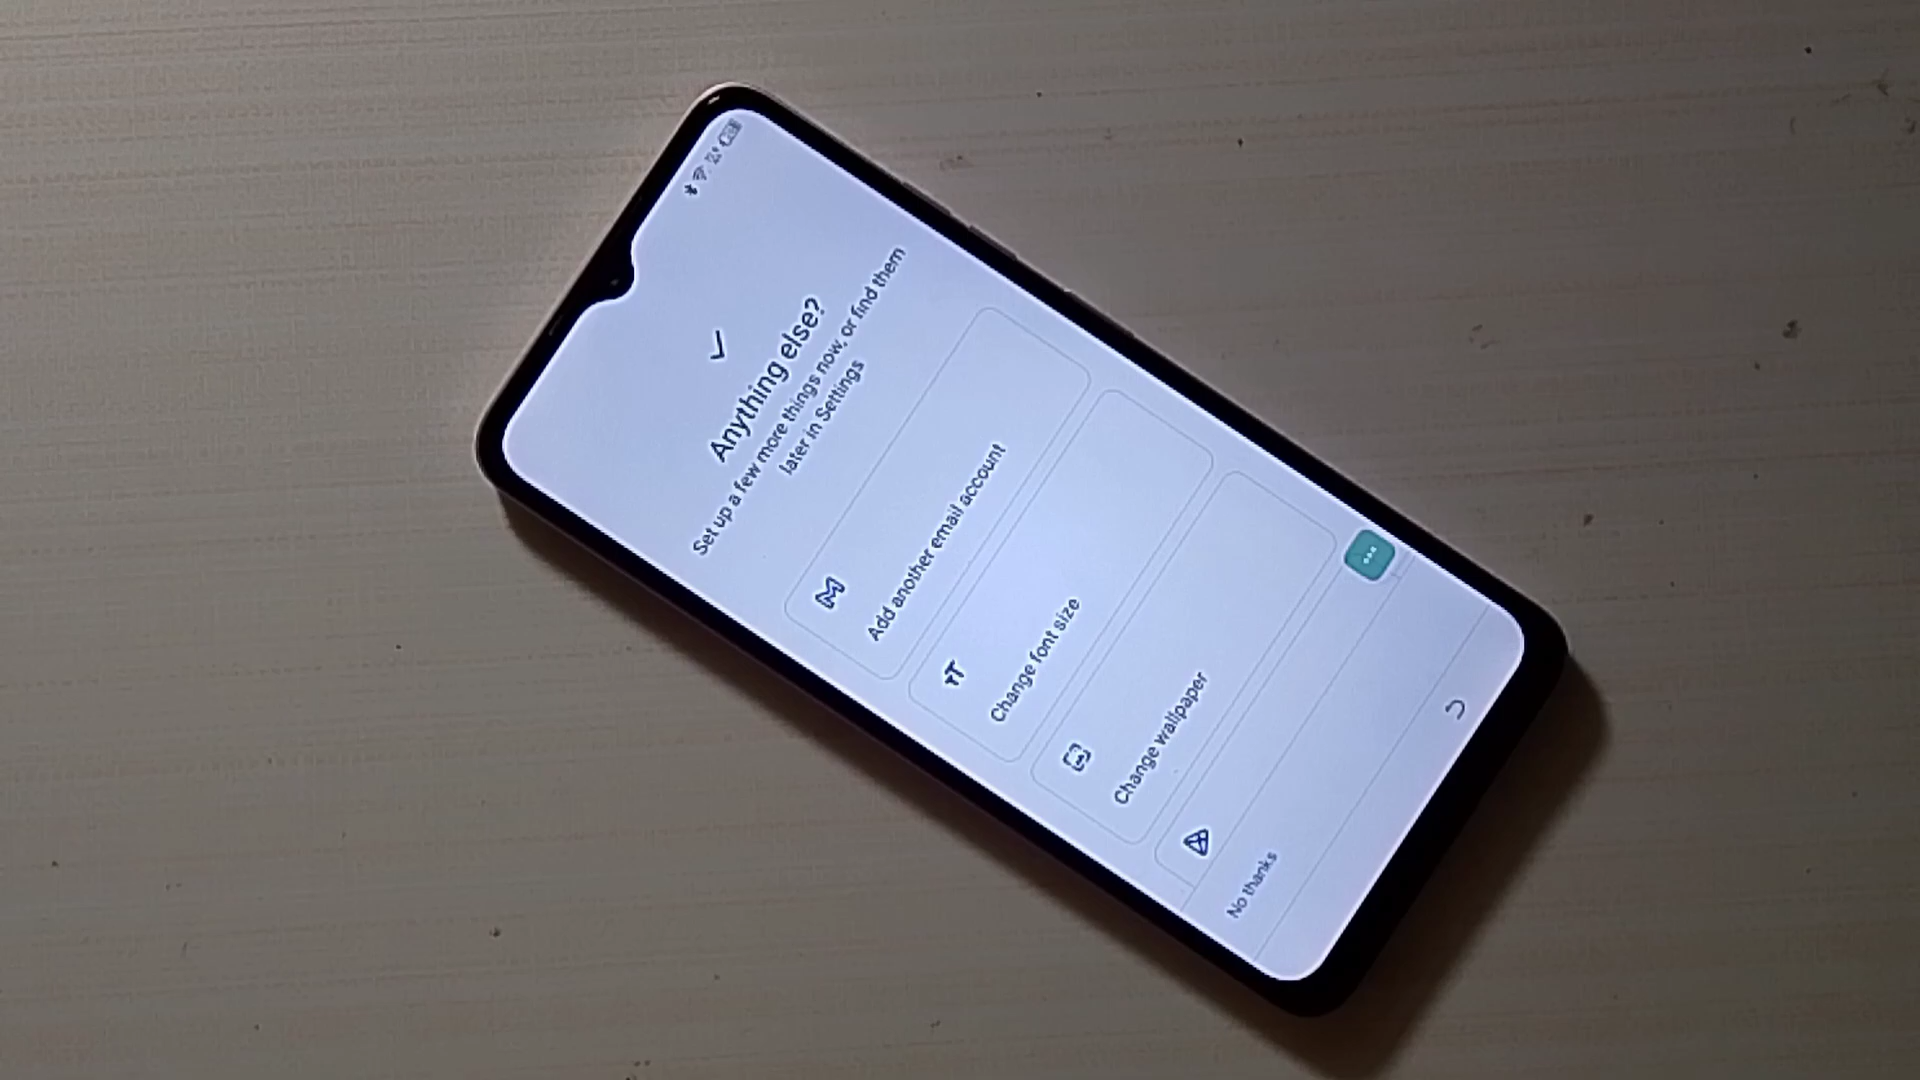 Anything else?
Set up a few more things now, or find them
later in Settings
Add another email account
Change font size
Change wallpaper
No thanks